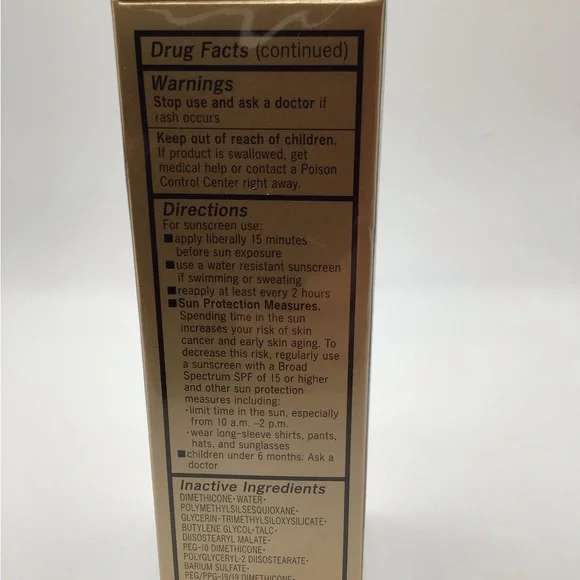 Drug Facts (continued)
Warnings
Stop use and ask a doctor if
rash occurs
Keep out of reach of children.
If product is swallowed, get
medical help or contact a Poison
Control Center right away.
Directions
For sunscreen use:
■apply liberally 15 minutes
before sun exposure
■use a water resistant sunscreen
if swimming or sweating
■reapply at least every 2 hours
■Sun Protection Measures.
Spending time in the sun
increases your risk of skin
cancer and early skin aging. To
decrease this risk, regularly use
a sunscreen with a Broad
Spectrum SPF of 15 or higher
and other sun protection
measures including:
·limit time in the sun, especially
from 10 a.m. –2 p.m.
·wear long-sleeve shirts, pants,
hats, and sunglasses
■children under 6 months: Ask a
doctor
Inactive Ingredients
DIMETHICONE·WATER·
POLYMETHYLSILSESQUIOXANE·
GLYCERIN·TRIMETHYLSILOXYSILICATE·
BUTYLENE GLYCOL·TALC·
DIISOSTEARYL MALATE·
PEG-10 DIMETHICONE·
POLYGLYCERYL-2 DIISOSTEARATE·
BARIUM SULFATE·
PEG/PPG-19/19 DIMETHICONE·